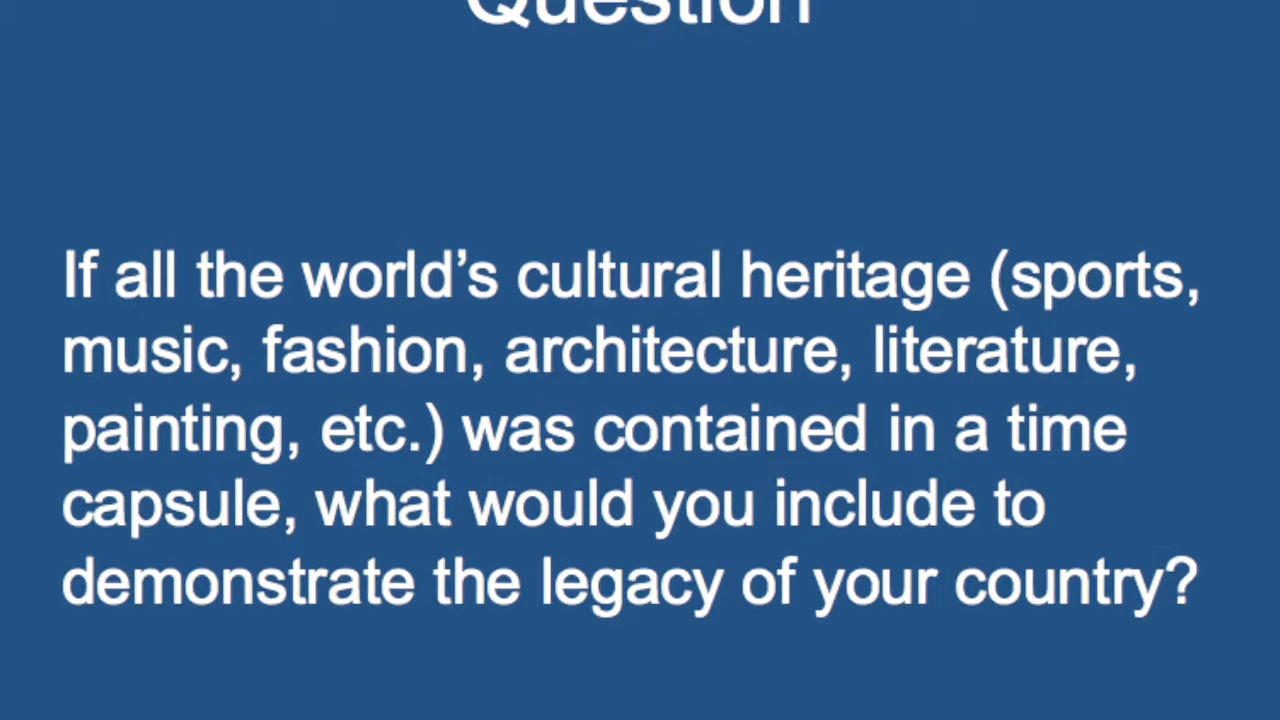 Question
If all the world’s cultural heritage (sports,
music, fashion, architecture, literature,
painting, etc.) was contained in a time
capsule, what would you include to
demonstrate the legacy of your country?